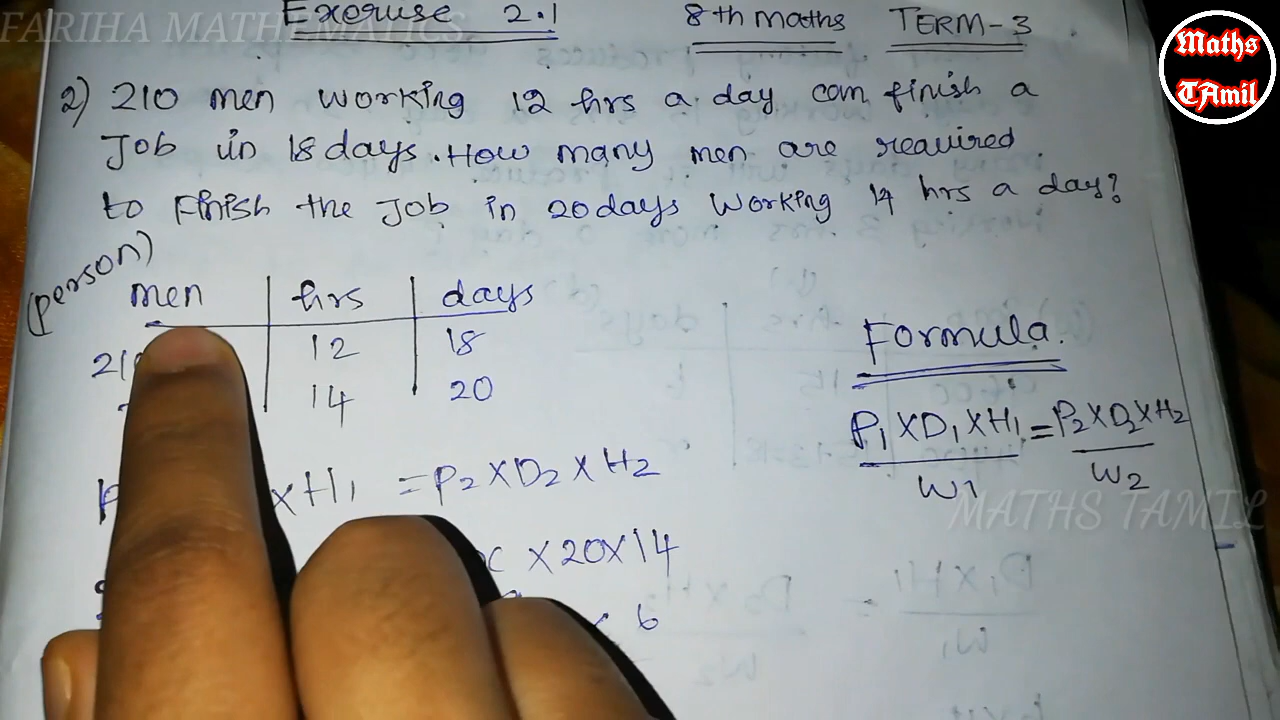 FARIHA MATHEMATICS
Exercise 2.1 8th maths TERM-3
Maths
TAmil
2) 210 men working 12 hrs a day can finish a
Job in 18 days. How many men are reauired
to Finish the Job in 20 days working 14 hrs a day?
(person)
men hrs days
12 18
14 20
Formula.
P1 X D1 X H1 = P2 X D2 X H2
W1 W2
X H1 = P2 X D2 X H2
MATHS TAMIL
X 20 X 14
6